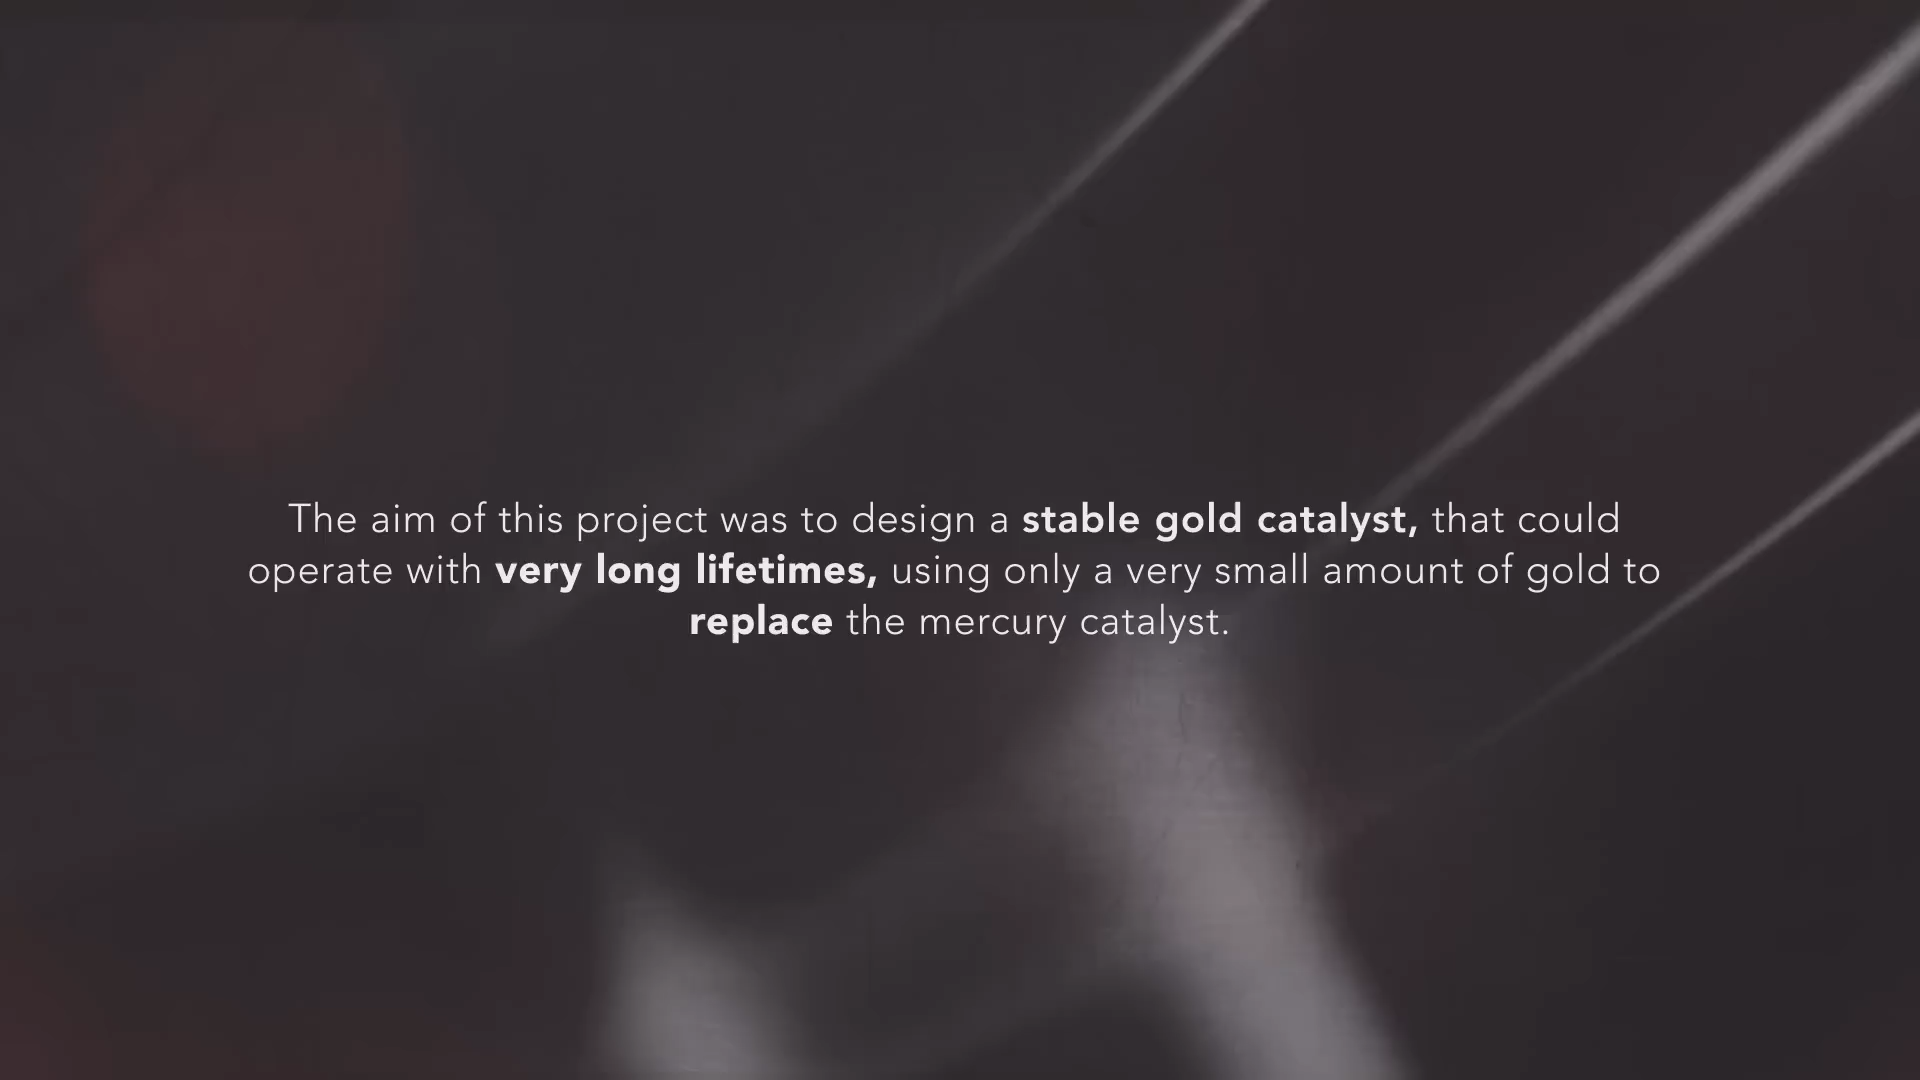 The aim of this project was to design a stable gold catalyst, that could
operate with very long lifetimes, using only a very small amount of gold to
replace the mercury catalyst.